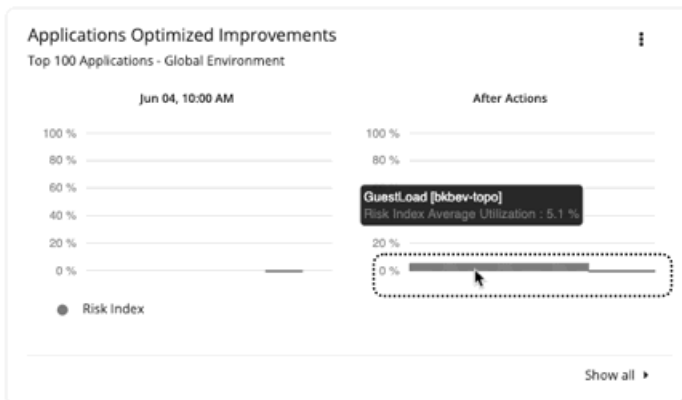 Applications Optimized Improvements
Top 100 Applications - Global Environment
Jun 04, 10:00 AM
100 %
80 %
60 %
40 %
20 %
0 %
Risk Index
After Actions
100 %
80 %
GuestLoad [bkbev-topo]
Risk Index Average Utilization : 5.1 %
20 %
0 %
Show all